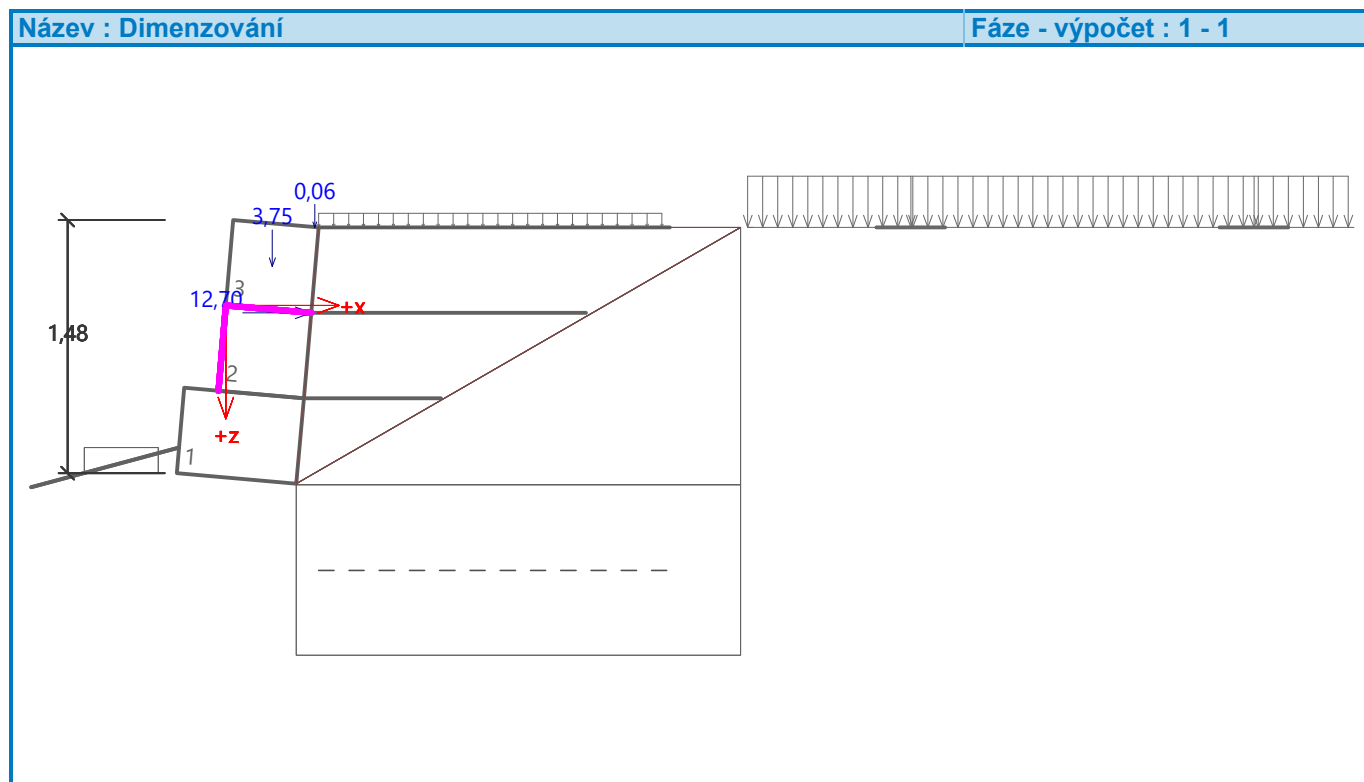 Název : Dimenzování
Fáze - výpočet : 1 - 1
0,06
3,75
3
12,70
+x
1,48
2
+z
1